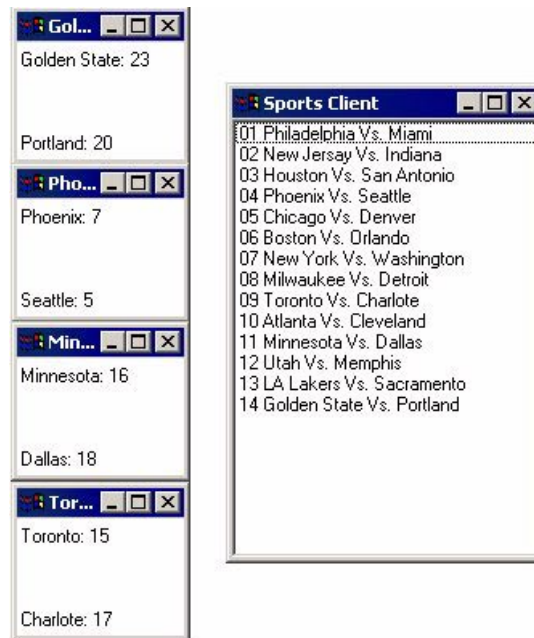 Gol...
Golden State: 23
Portland: 20
Pho...
Phoenix: 7
Seattle: 5
Min...
Minnesota: 16
Dallas: 18
Tor...
Toronto: 15
Charlote: 17
Sports Client
01 Philadelphia Vs. Miami
02 New Jersay Vs. Indiana
03 Houston Vs. San Antonio
04 Phoenix Vs. Seattle
05 Chicago Vs. Denver
06 Boston Vs. Orlando
07 New York Vs. Washington
08 Milwaukee Vs. Detroit
09 Toronto Vs. Charlote
10 Atlanta Vs. Cleveland
11 Minnesota Vs. Dallas
12 Utah Vs. Memphis
13 LA Lakers Vs. Sacramento
14 Golden State Vs. Portland